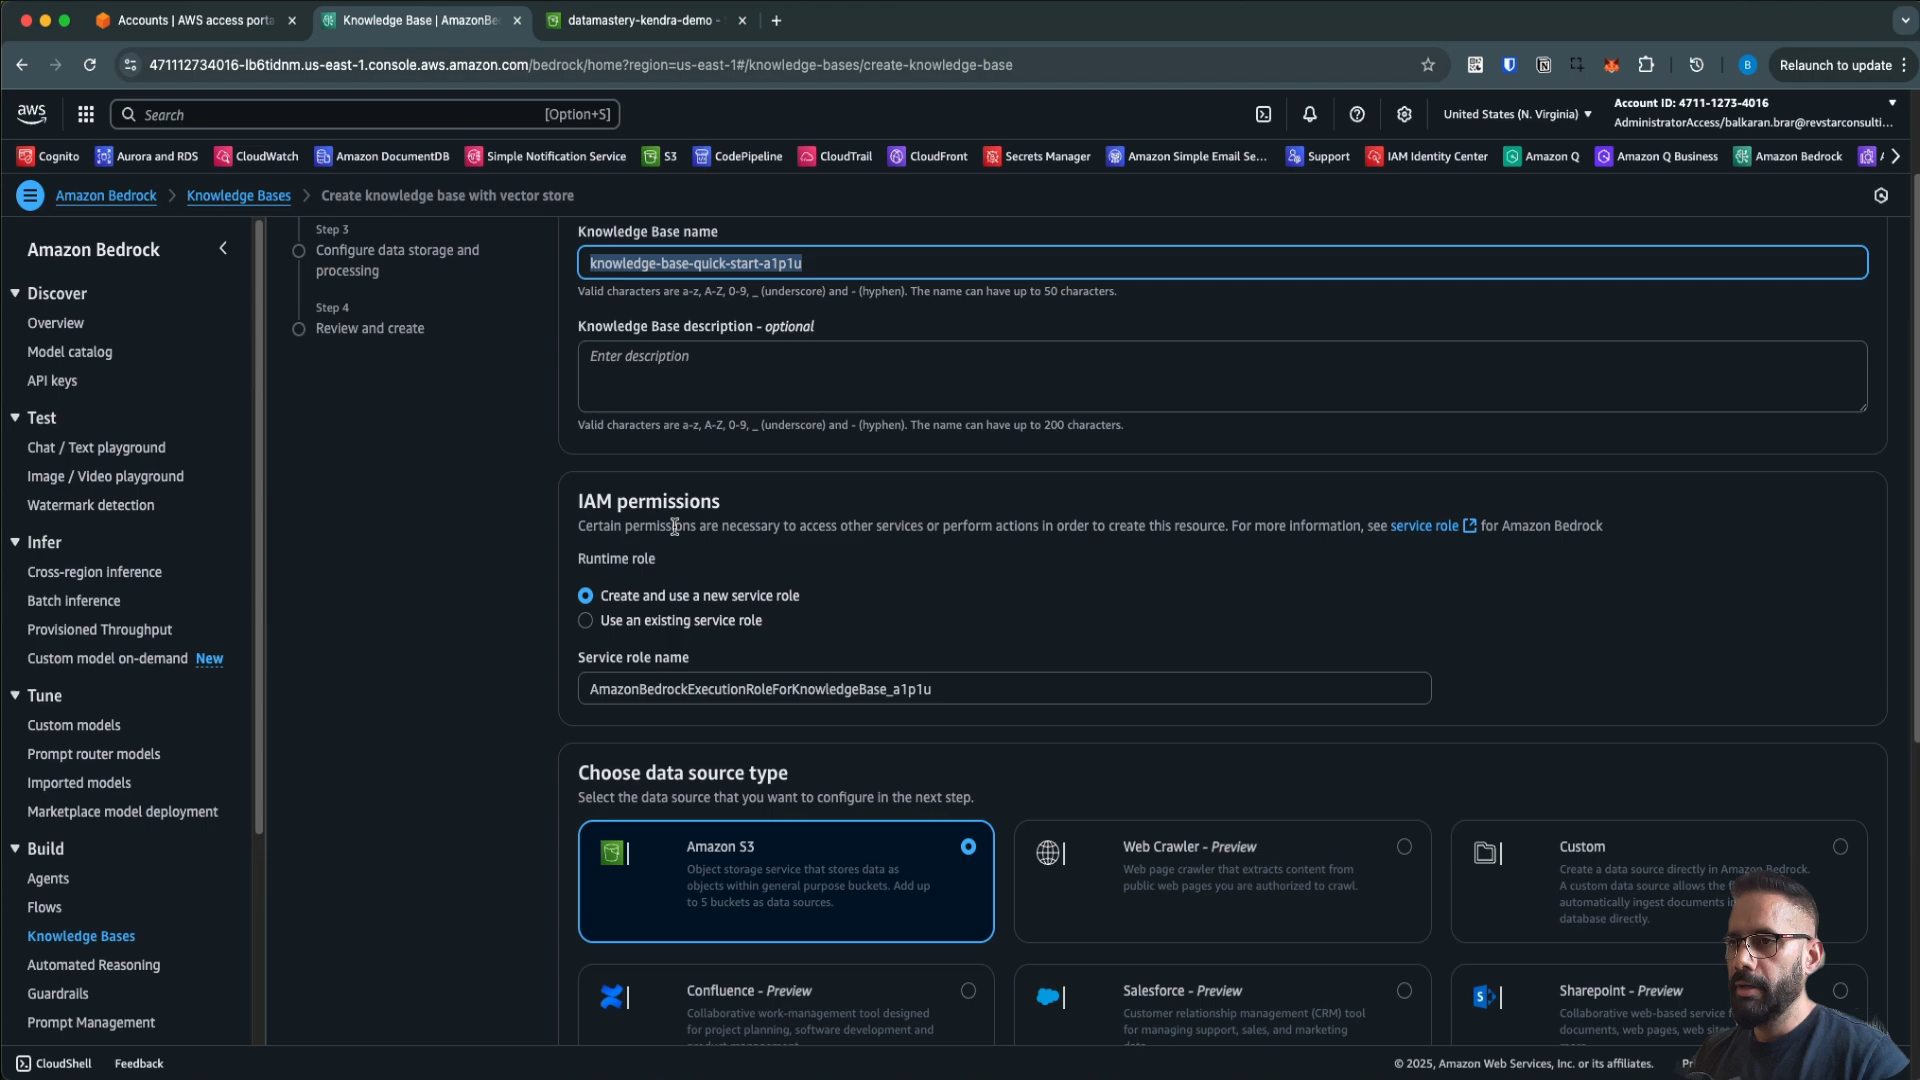 Accounts | AWS access porta
Knowledge Base | AmazonBe
datamastery-kendra-demo -
471112734016-lb6tidnm.us-east-1.console.aws.amazon.com/bedrock/home?region=us-east-1#/knowledge-bases/create-knowledge-base
B
Relaunch to update
aws
Search
[Option+S]
United States (N. Virginia)
Account ID: 4711-1273-4016
AdministratorAccess/balkaran.brar@revstarconsulti...
Cognito
Aurora and RDS
CloudWatch
Amazon DocumentDB
Simple Notification Service
S3
CodePipeline
CloudTrail
CloudFront
Secrets Manager
Amazon Simple Email Se...
Support
IAM Identity Center
Amazon Q
Amazon Q Business
Amazon Bedrock
Amazon Bedrock
Knowledge Bases
Create knowledge base with vector store
Amazon Bedrock
Discover
Overview
Model catalog
API keys
Test
Chat / Text playground
Image / Video playground
Watermark detection
Infer
Cross-region inference
Batch inference
Provisioned Throughput
Custom model on-demand New
Tune
Custom models
Prompt router models
Imported models
Marketplace model deployment
Build
Agents
Flows
Knowledge Bases
Automated Reasoning
Guardrails
Prompt Management
Step 3
Configure data storage and
processing
Step 4
Review and create
Knowledge Base name
knowledge-base-quick-start-a1p1u
Valid characters are a-z, A-Z, 0-9, _ (underscore) and - (hyphen). The name can have up to 50 characters.
Knowledge Base description - optional
Enter description
Valid characters are a-z, A-Z, 0-9, _ (underscore) and - (hyphen). The name can have up to 200 characters.
IAM permissions
Certain permissions are necessary to access other services or perform actions in order to create this resource. For more information, see service role for Amazon Bedrock
Runtime role
Create and use a new service role
Use an existing service role
Service role name
AmazonBedrockExecutionRoleForKnowledgeBase_a1p1u
Choose data source type
Select the data source that you want to configure in the next step.
Amazon S3
Object storage service that stores data as
objects within general purpose buckets. Add up
to 5 buckets as data sources.
Web Crawler - Preview
Web page crawler that extracts content from
public web pages you are authorized to crawl.
Custom
Create a data source directly in Amazon Bedrock.
A custom data source allows the
automatically ingest documents
database directly.
Confluence - Preview
Collaborative work-management tool designed
for project planning, software development and
Salesforce - Preview
Customer relationship management (CRM) tool
for managing support, sales, and marketing
Sharepoint - Preview
Collaborative web-based service
documents, web pages, web
CloudShell
Feedback
© 2025, Amazon Web Services, Inc. or its affiliates.